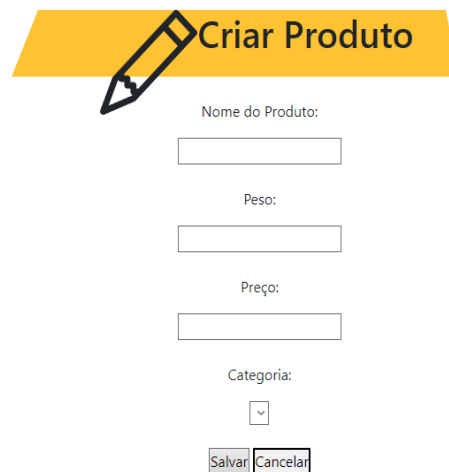 Criar Produto
Nome do Produto:
Peso:
Preço:
Categoria:
Salvar Cancelar